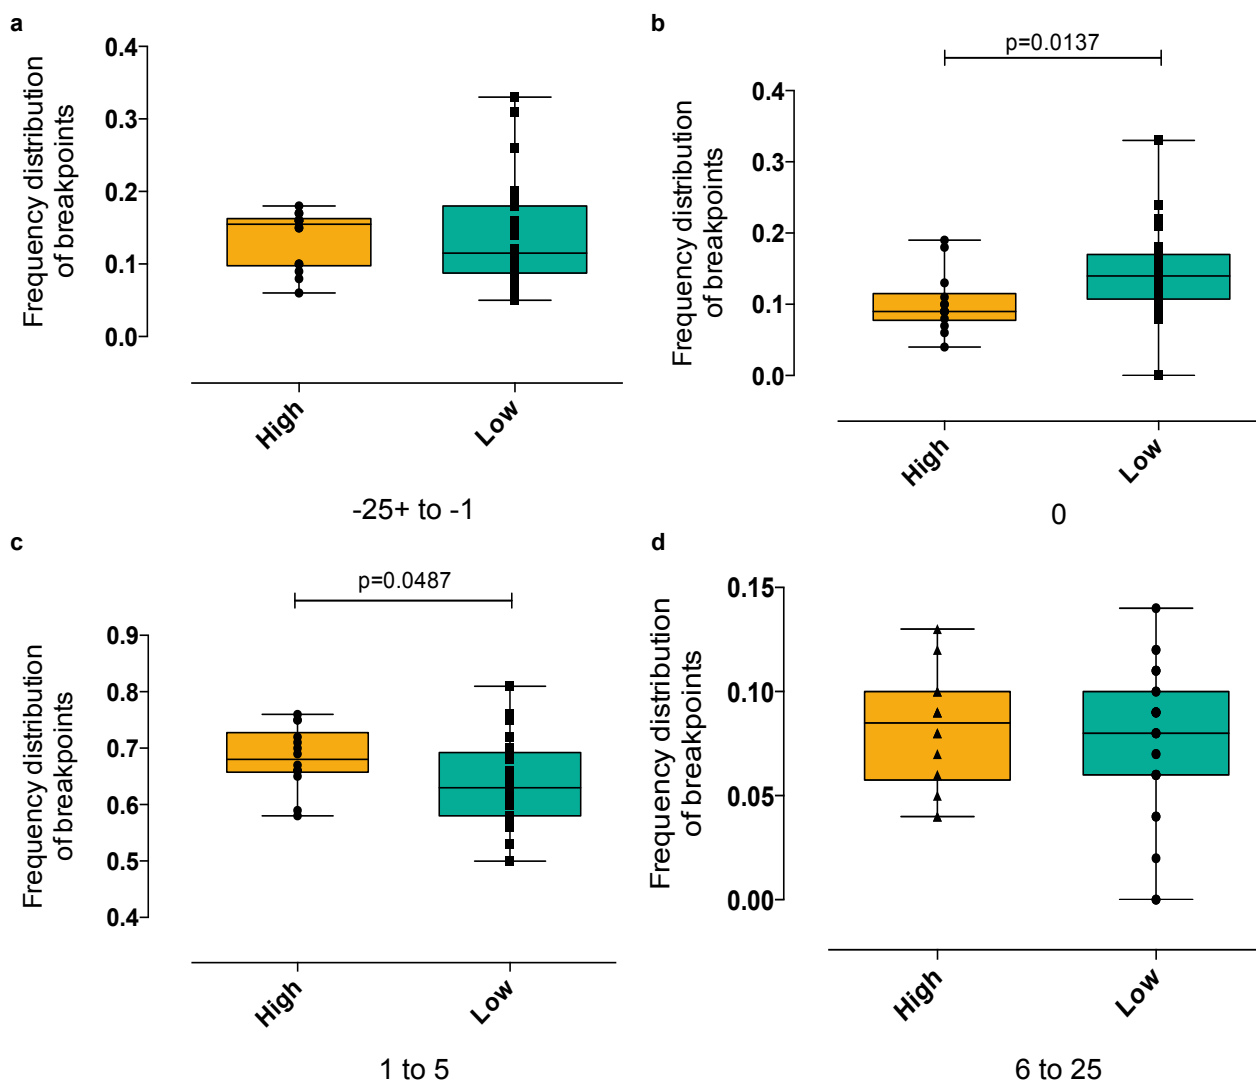 a
Frequency distribution
of breakpoints
0.4
0.3
0.2
0.1
0.0
High
Low
-25+ to -1
b
p=0.0137
Frequency distribution
of breakpoints
0.4
0.3
0.2
0.1
0.0
High
Low
0
c
p=0.0487
Frequency distribution
of breakpoints
0.9
0.8
0.7
0.6
0.5
0.4
High
Low
1 to 5
d
Frequency distribution
of breakpoints
0.15
0.10
0.05
0.00
High
Low
6 to 25